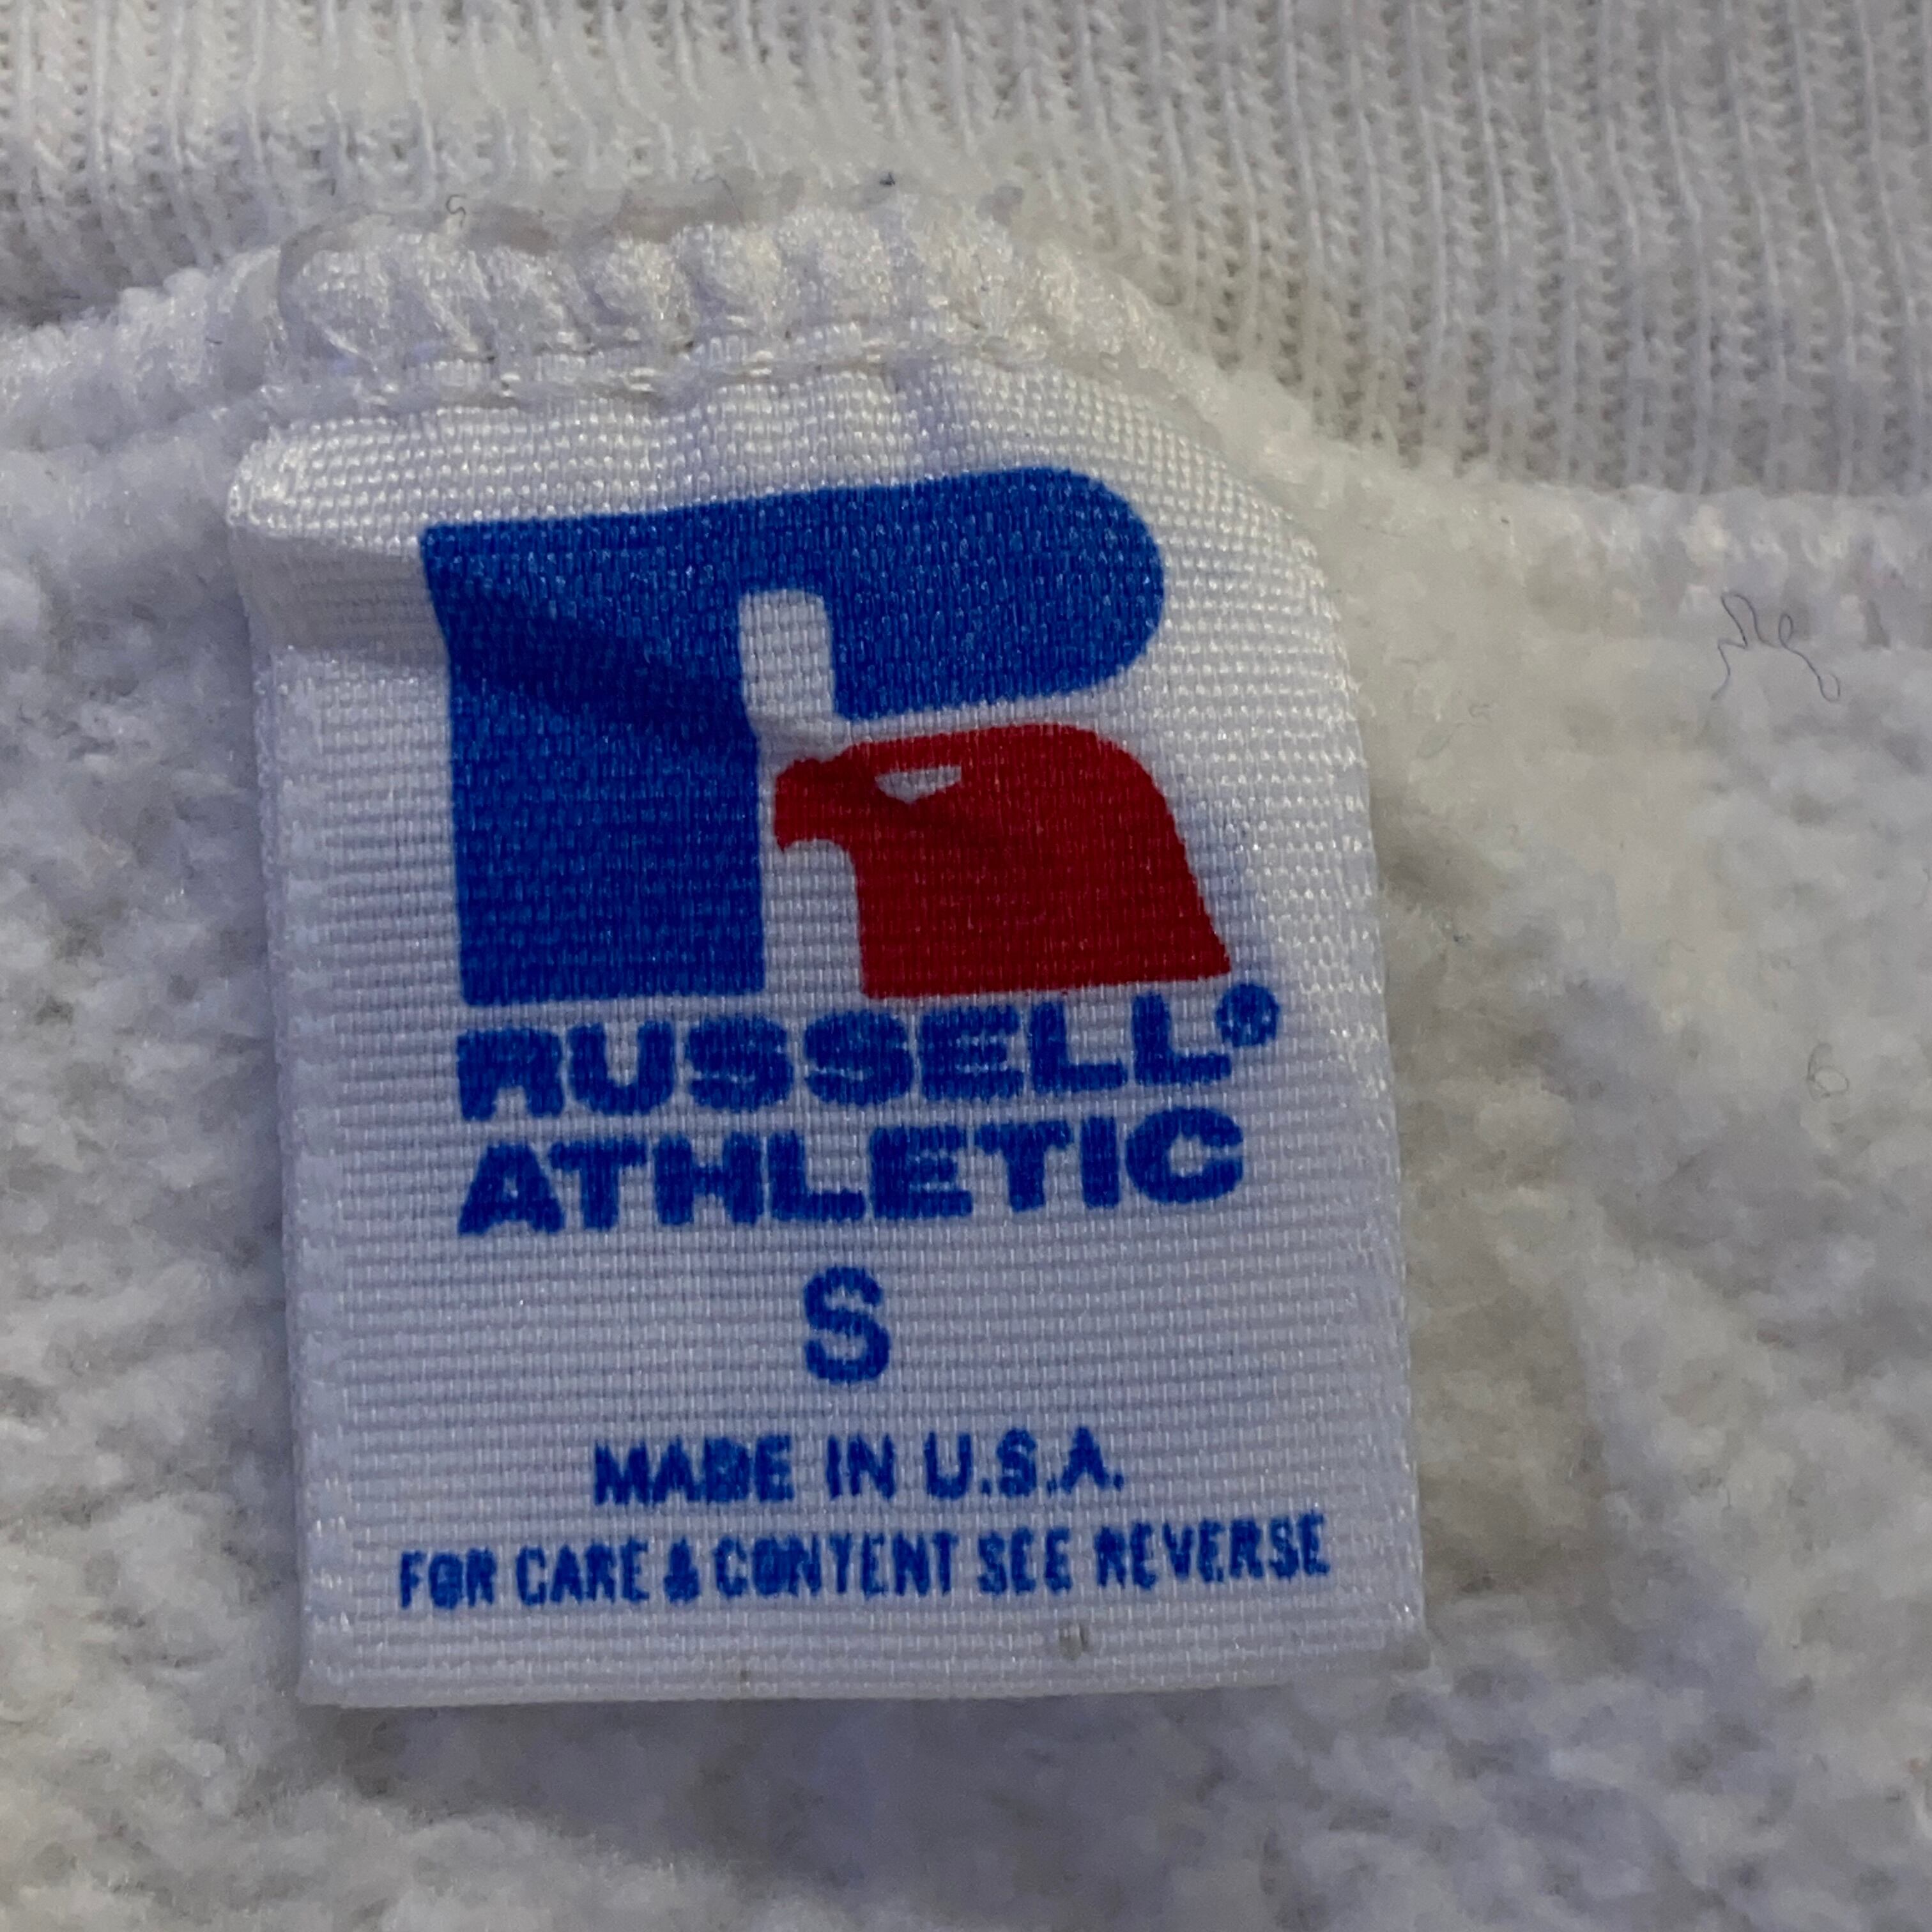 RUSSELL®
ATHLETIC
S
MADE IN U.S.A.
FOR CARE & CONTENT SEE REVERSE